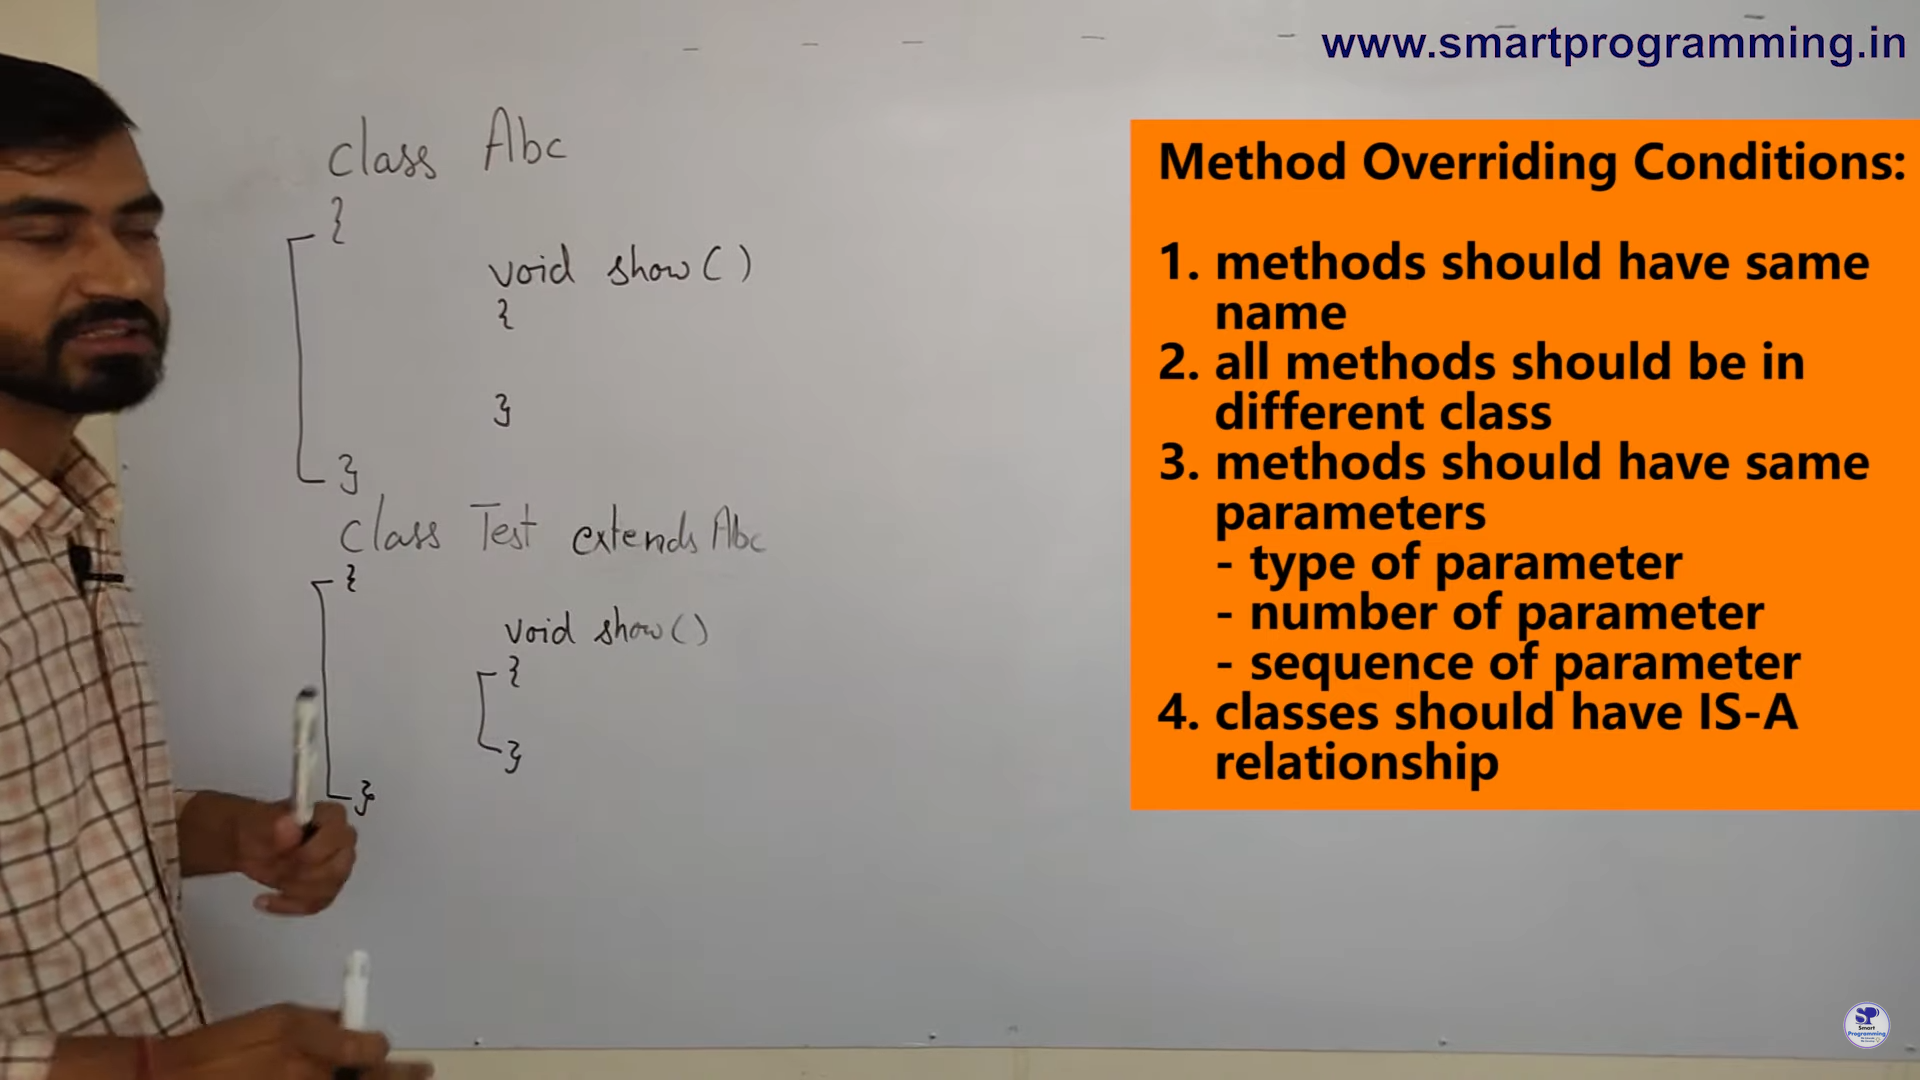 www.smartprogramming.in
class Abc
{
void show()
{
}
}
class Test extends Abc
{
void show()
{
}
}
Method Overriding Conditions:
1. methods should have same
name
2. all methods should be in
different class
3. methods should have same
parameters
- type of parameter
- number of parameter
- sequence of parameter
4. classes should have IS-A
relationship
SP
Smart
Programming